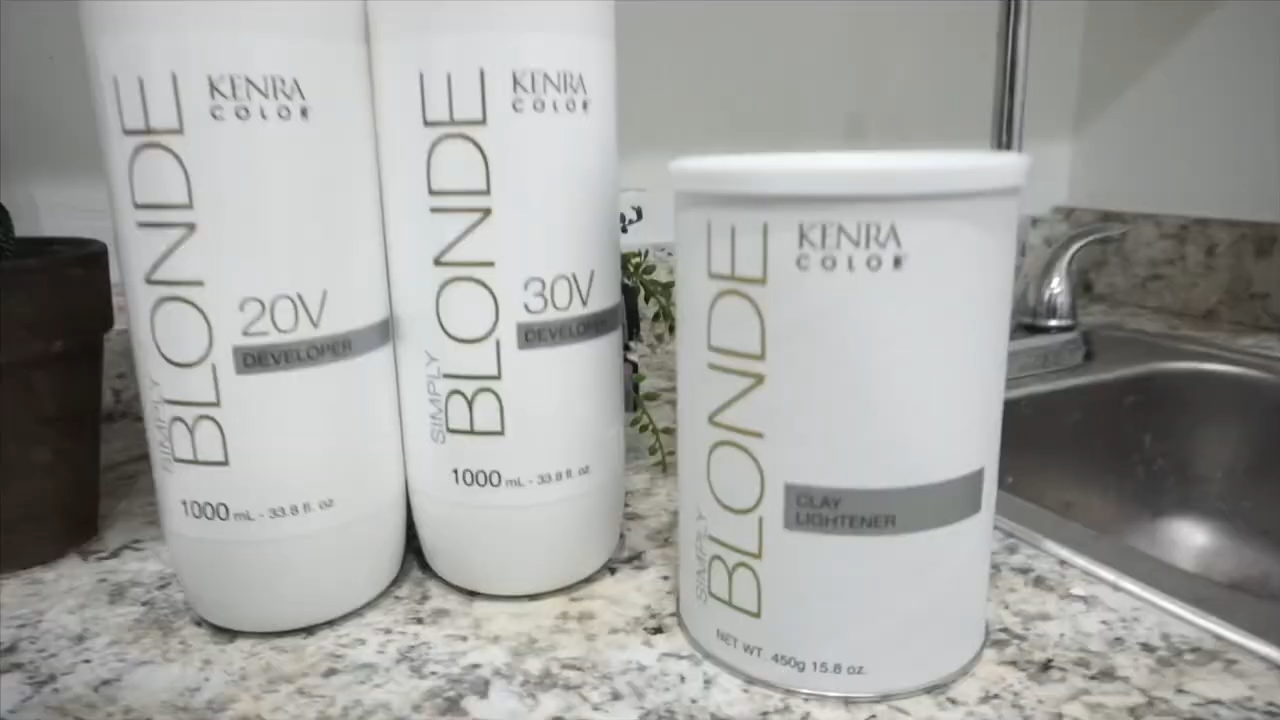 KENRA
COLOR
SIMPLY
BLONDE
20V
DEVELOPER
1000 mL - 33.8 fl. oz.
KENRA
COLOR
SIMPLY
BLONDE
30V
DEVELOPER
1000 mL - 33.8 fl. oz.
KENRA
COLOR
SIMPLY
BLONDE
CLAY
LIGHTENER
NET WT. 450g 15.8 oz.